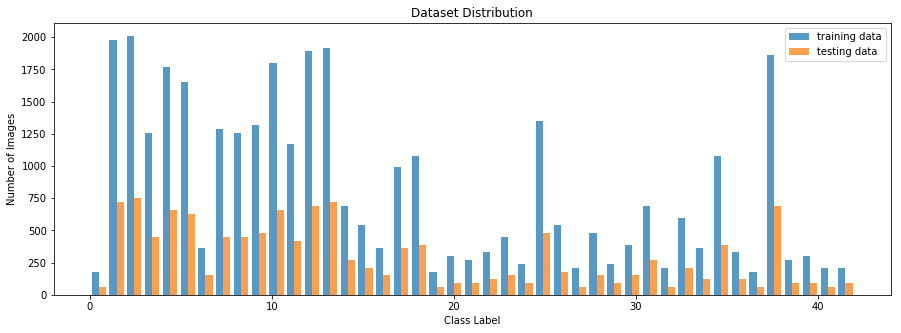 Dataset Distribution
training data
testing data
Number of Images
2000
1750
1500
1250
1000
750
500
250
0
0 10 20 30 40
Class Label